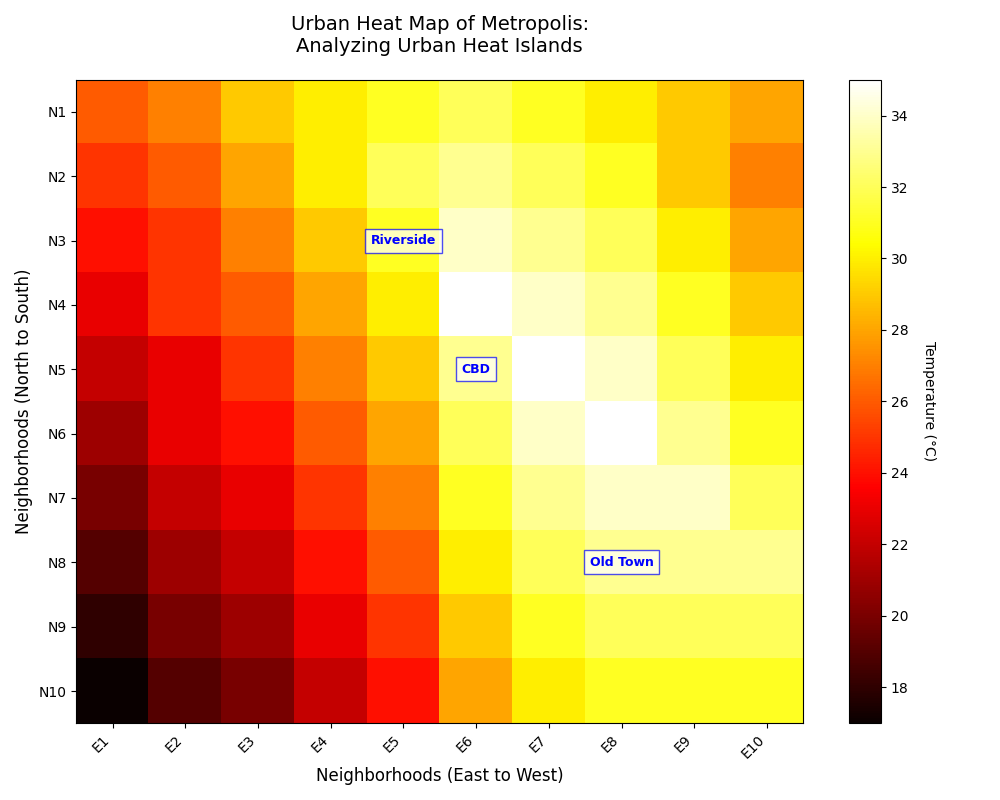 Urban Heat Map of Metropolis:
Analyzing Urban Heat Islands
N1
N2
N3
N4
N5
N6
N7
N8
N9
N10
Neighborhoods (North to South)
Riverside
CBD
Old Town
E1
E2
E3
E4
E5
E6
E7
E8
E9
E10
Neighborhoods (East to West)
34
32
30
28
26
24
22
20
18
Temperature (°C)